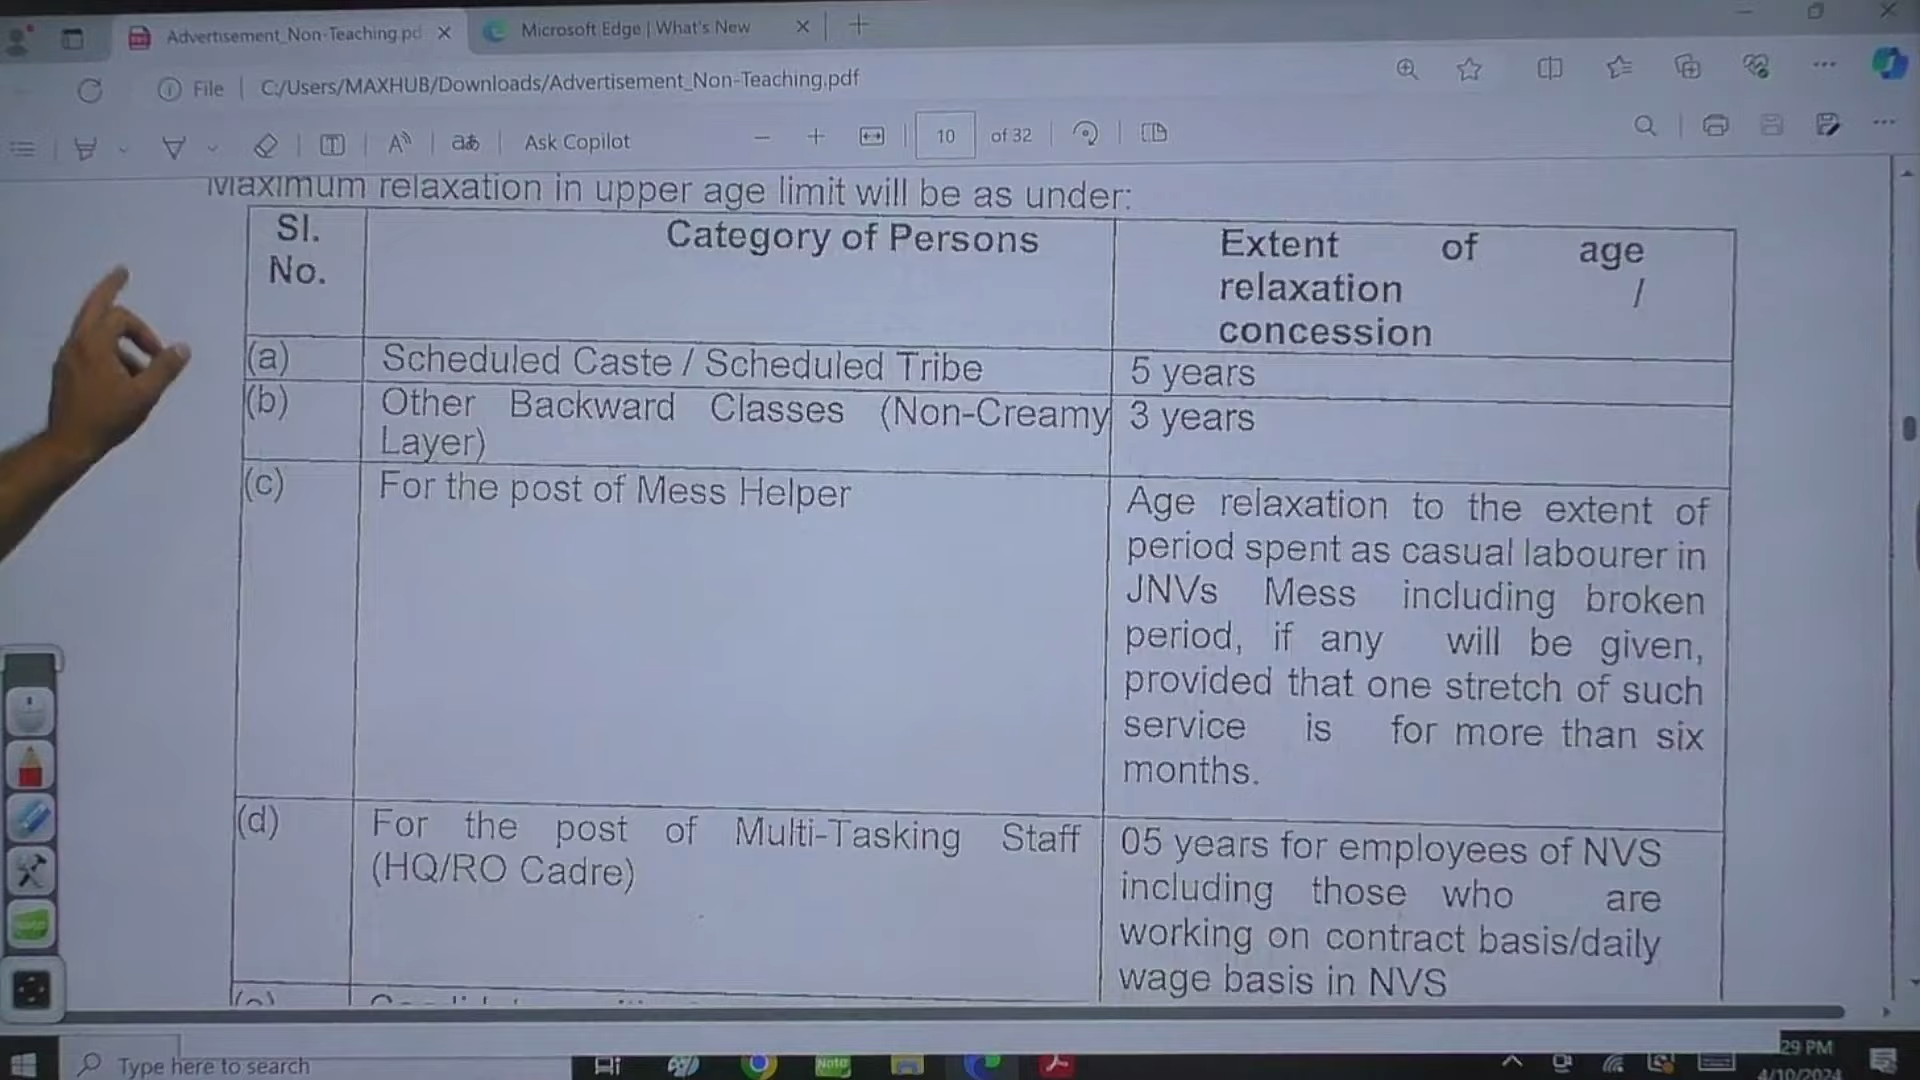 Advertisement_Non-Teaching.pd
Microsoft Edge | What's New
File
C:/Users/MAXHUB/Downloads/Advertisement_Non-Teaching.pdf
Ask Copilot
10 of 32
Maximum relaxation in upper age limit will be as under:
Sl. No.
Category of Persons
Extent of age relaxation / concession
(a)
Scheduled Caste / Scheduled Tribe
5 years
(b)
Other Backward Classes (Non-Creamy
Layer)
3 years
(c)
For the post of Mess Helper
Age relaxation to the extent of
period spent as casual labourer in
JNVs Mess including broken
period, if any will be given,
provided that one stretch of such
service is for more than six
months.
(d)
For the post of Multi-Tasking Staff
(HQ/RO Cadre)
05 years for employees of NVS
including those who are
working on contract basis/daily
wage basis in NVS
Type here to search
Note
29 PM
4/10/2024